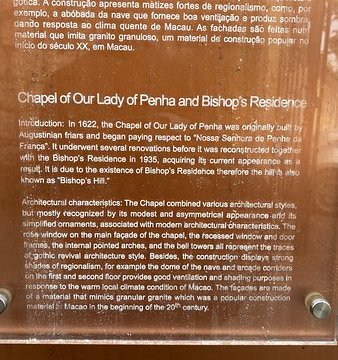 gótica. A construção apresenta matizes fortes de regionalismo, como, por
exemplo, a abóbada da nave que fornece boa ventilação e produz sombra
dando resposta ao clima quente de Macau. As fachadas são feitas num
material que imita granito granuloso, um material de construção popular no
início do século XX, em Macau.
Chapel of Our Lady of Penha and Bishop's Residence
Introduction: In 1622, the Chapel of Our Lady of Penha was originally built by
Augustinian friars and began paying respect to "Nossa Senhora de Penha de
França". It underwent several renovations before it was reconstructed together
with the Bishop's Residence in 1935, acquiring its current appearance as a
result. It is due to the existence of Bishop's Residence therefore the hill is also
known as "Bishop's Hill."
Architectural characteristics: The Chapel combined various architectural styles,
but mostly recognized by its modest and asymmetrical appearance and its
simplified ornaments, associated with modern architectural characteristics. The
rose window on the main façade of the chapel, the recessed window and door
frames, the internal pointed arches, and the bell towers all represent the traces
of gothic revival architecture style. Besides, the construction displays strong
shades of regionalism, for example the dome of the nave and arcade corridors
on the first and second floor provides good ventilation and shading purposes in
response to the warm local climate condition of Macao. The façades are made
of a material that mimics granular granite which was a popular construction
material in Macao in the beginning of the 20th century.